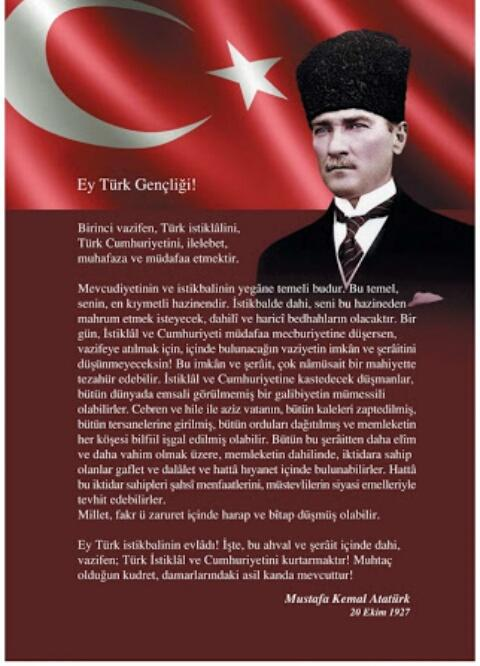 Ey Türk Gençliği!
Birinci vazifen, Türk istiklâlini,
Türk Cumhuriyetini, ilelebet,
muhafaza ve müdafaa etmektir.
Mevcudiyetinin ve istikbalinin yegâne temeli budur. Bu temel,
senin, en kıymetli hazinendir. İstikbalde dahi, seni bu hazineden
mahrum etmek isteyecek, dahilî ve haricî bedhahların olacaktır. Bir
gün, İstiklâl ve Cumhuriyeti müdafaa mecburiyetine düşersen,
vazifeye atılmak için, içinde bulunacağın vaziyetin imkân ve şerâitini
düşünmeyeceksin! Bu imkân ve şerâit, çok nâmüsait bir mahiyette
tezahür edebilir. İstiklâl ve Cumhuriyetine kastedecek düşmanlar,
bütün dünyada emsali görülmemiş bir galibiyetin mümessili
olabilirler. Cebren ve hile ile aziz vatanın, bütün kaleleri zaptedilmiş,
bütün tersanelerine girilmiş, bütün orduları dağıtılmış ve memleketin
her köşesi bilfiil işgal edilmiş olabilir. Bütün bu şerâitten daha elîm
ve daha vahim olmak üzere, memleketin dahilinde, iktidara sahip
olanlar gaflet ve dalâlet ve hattâ hıyanet içinde bulunabilirler. Hattâ
bu iktidar sahipleri şahsî menfaatlerini, müstevlilerin siyasi emelleriyle
tevhit edebilirler.
Millet, fakr ü zaruret içinde harap ve bîtap düşmüş olabilir.
Ey Türk istikbalinin evlâdı! İşte, bu ahval ve şerâit içinde dahi,
vazifen; Türk İstiklâl ve Cumhuriyetini kurtarmaktır! Muhtaç
olduğun kudret, damarlarındaki asil kanda mevcuttur!
Mustafa Kemal Atatürk
20 Ekim 1927